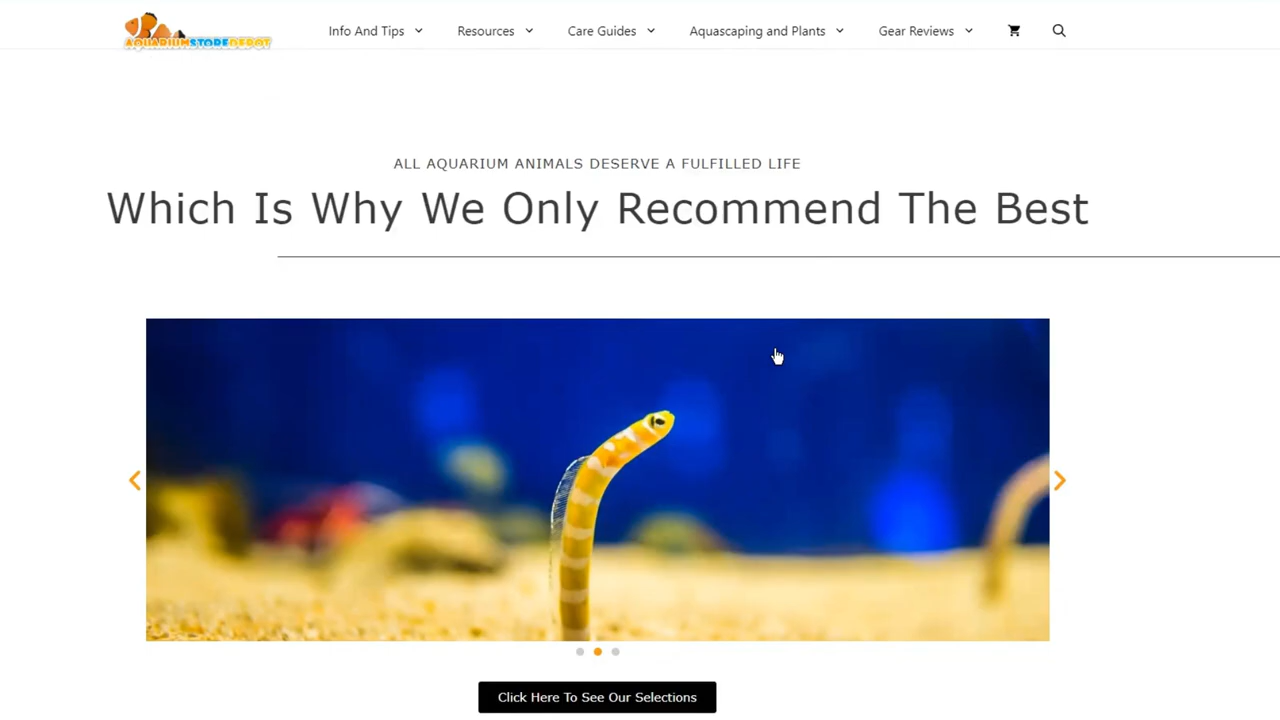 AQUARIUMSTOREDEPOT
Info And Tips
Resources
Care Guides
Aquascaping and Plants
Gear Reviews
ALL AQUARIUM ANIMALS DESERVE A FULFILLED LIFE
Which Is Why We Only Recommend The Best
Click Here To See Our Selections